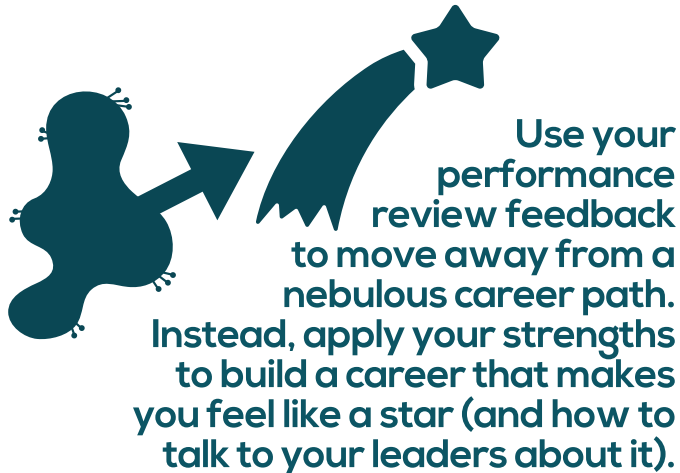 Use your
performance
review feedback
to move away from a
nebulous career path.
Instead, apply your strengths
to build a career that makes
you feel like a star (and how to
talk to your leaders about it).